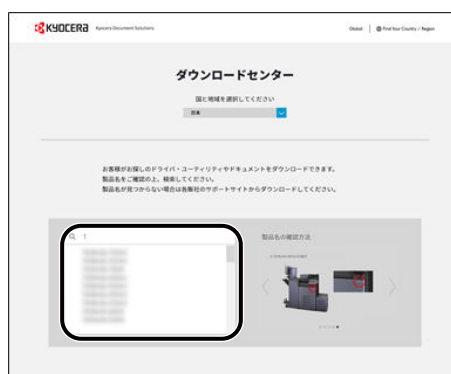 KYOCERA Kyocera Document Solutions
Global Find Your Country / Region
ダウンロードセンター
国と地域を選択してください
日本
お客様がお探しのドライバ・ユーティリティやドキュメントをダウンロードできます。
製品名をご確認の上、検索してください。
製品名が見つからない場合は各販社のサポートサイトからダウンロードしてください。
製品名の確認方法